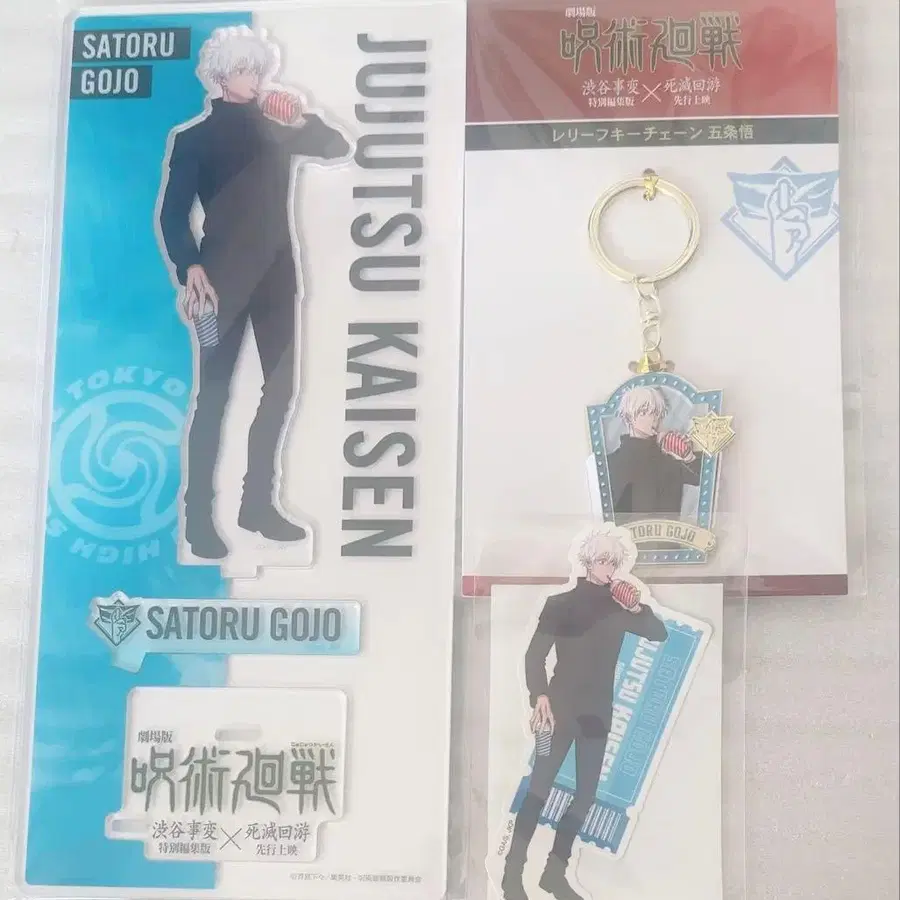 SATORU
GOJO
JUJUTSU KAISEN
TOKYO
HIGH
SATORU GOJO
劇場版
呪術廻戦
渋谷事変 × 死滅回游
特別編集版 先行上映
劇場版
呪術廻戦
渋谷事変 × 死滅回游
特別編集版 先行上映
レリーフキーチェーン 五条悟
TORU GOJO
JUJUTSU KAISEN